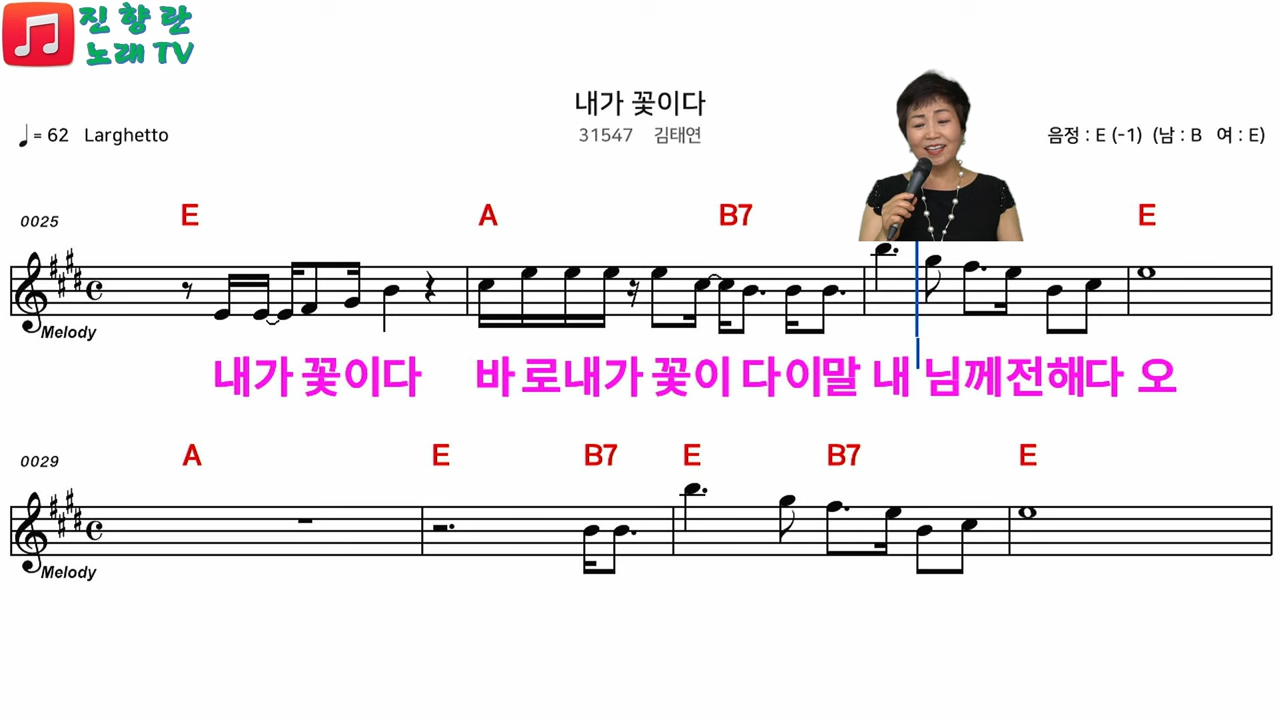 진향란
노래 TV
내가 꽃이다
♩= 62 Larghetto
31547 김태연
음정 : E (-1) (남 : B 여 : E)
0025 E A B7 E
Melody
내가 꽃이다 바로내가 꽃이 다이말 내 님께전해다 오
0029 A E B7 E B7 E
Melody